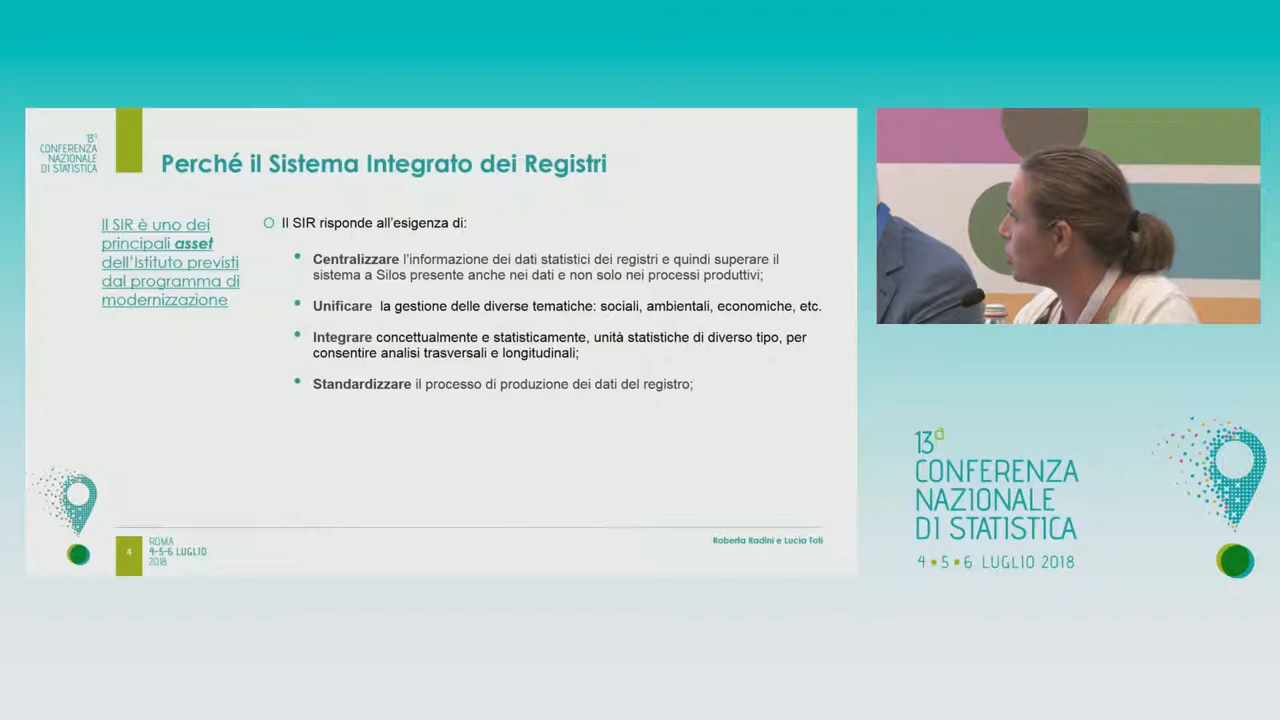 13ª
CONFERENZA
NAZIONALE
DI STATISTICA
Perché il Sistema Integrato dei Registri
Il SIR è uno dei
principali asset
dell'Istituto previsti
dal programma di
modernizzazione
Il SIR risponde all'esigenza di:
Centralizzare l'informazione dei dati statistici dei registri e quindi superare il
sistema a Silos presente anche nei dati e non solo nei processi produttivi;
Unificare la gestione delle diverse tematiche: sociali, ambientali, economiche, etc.
Integrare concettualmente e statisticamente, unità statistiche di diverso tipo, per
consentire analisi trasversali e longitudinali;
Standardizzare il processo di produzione dei dati del registro;
4
ROMA
4-5-6 LUGLIO
2018
Roberta Radini e Lucia Toti
13ª
CONFERENZA
NAZIONALE
DI STATISTICA
4 • 5 • 6 LUGLIO 2018